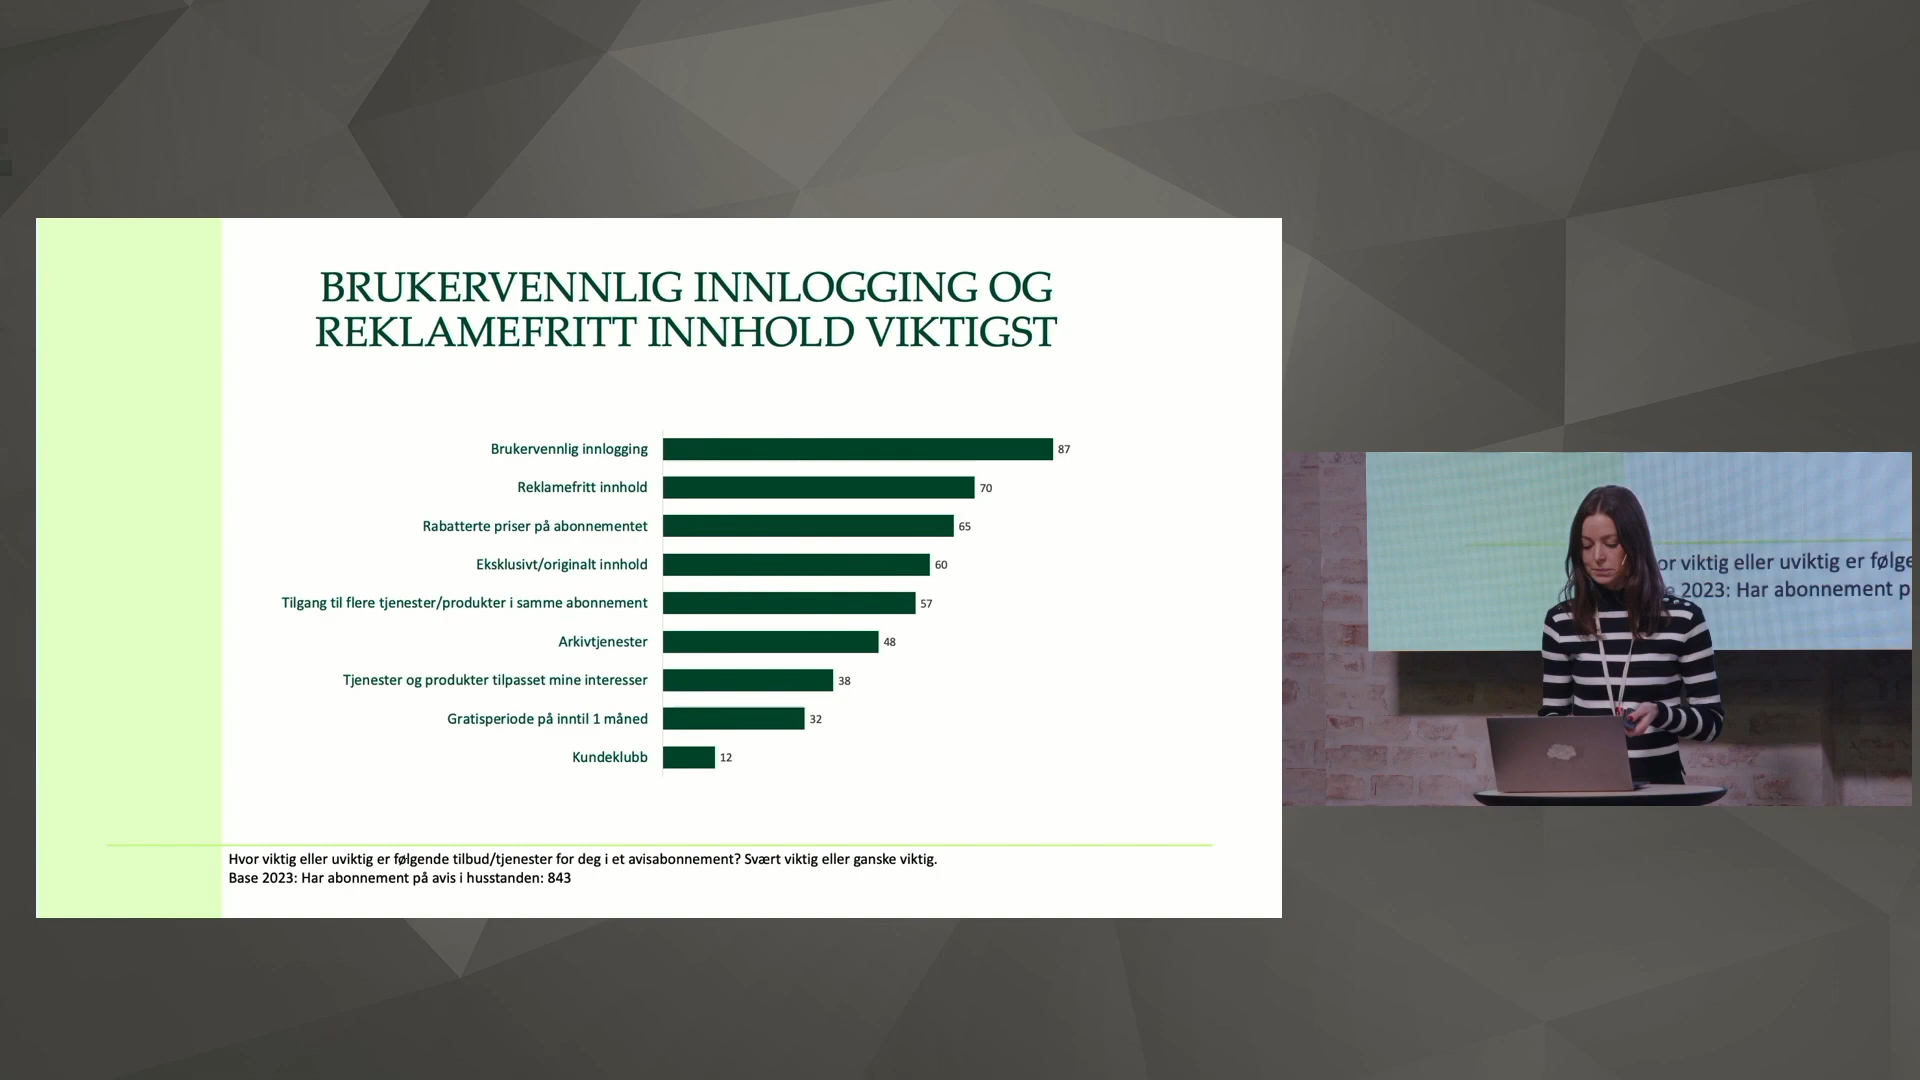 BRUKERVENNLIG INNLOGGING OG
REKLAMEFRITT INNHOLD VIKTIGST
Brukervennlig innlogging 87
Reklamefritt innhold 70
Rabatterte priser på abonnementet 65
Eksklusivt/originalt innhold 60
Tilgang til flere tjenester/produkter i samme abonnement 57
Arkivtjenester 48
Tjenester og produkter tilpasset mine interesser 38
Gratisperiode på inntil 1 måned 32
Kundeklubb 12
Hvor viktig eller uviktig er følgende tilbud/tjenester for deg i et avisabonnement? Svært viktig eller ganske viktig.
Base 2023: Har abonnement på avis i husstanden: 843
viktig eller uviktig er følge
2023: Har abonnement p